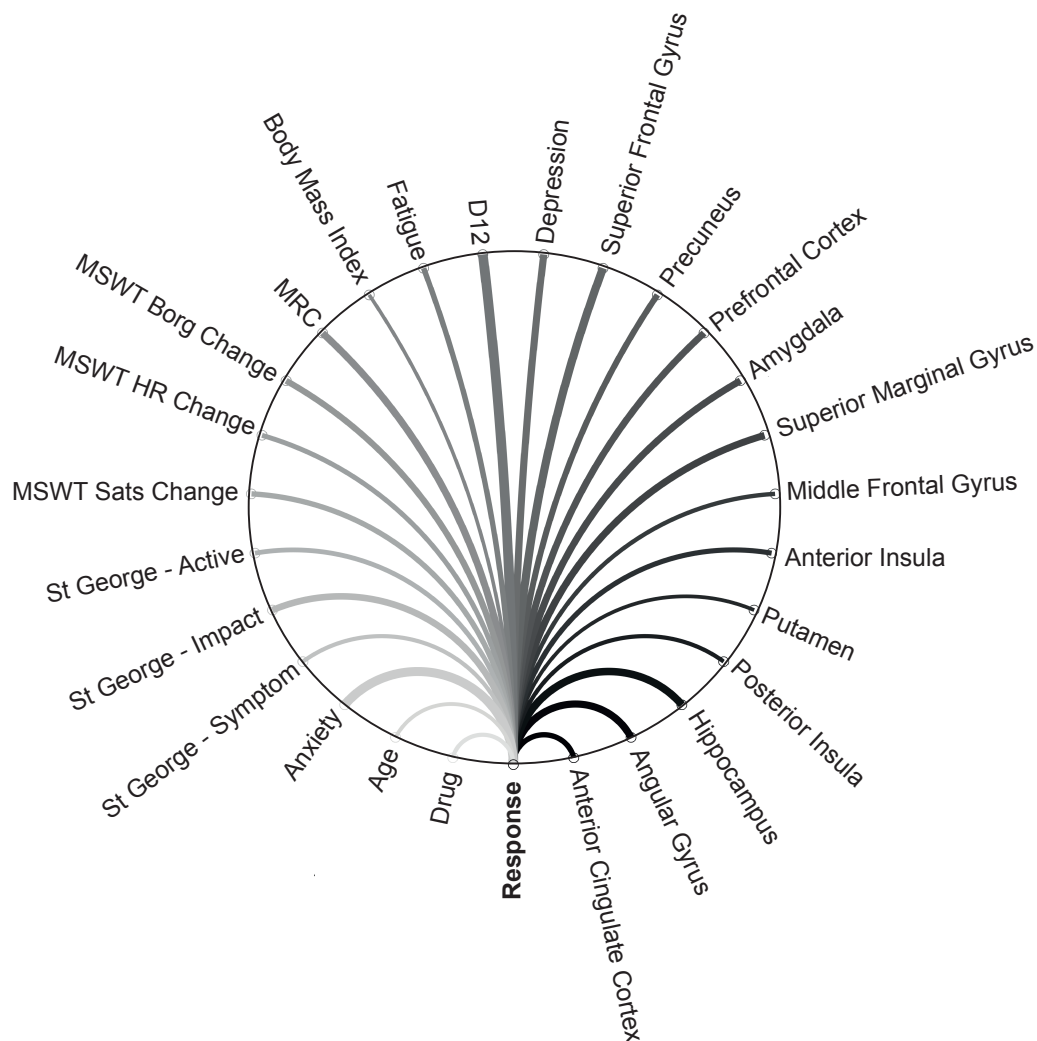 Superior Frontal Gyrus
Depression
D12
Fatigue
Body Mass Index
Precuneus
Prefrontal Cortex
MRC
Amygdala
MSWT Borg Change
MSWT HR Change
Superior Marginal Gyrus
MSWT Sats Change
Middle Frontal Gyrus
St George - Active
Anterior Insula
St George - Impact
Putamen
St George - Symptom
Posterior Insula
Anxiety
Hippocampus
Age
Angular Gyrus
Drug
Response
Anterior Cingulate Cortex